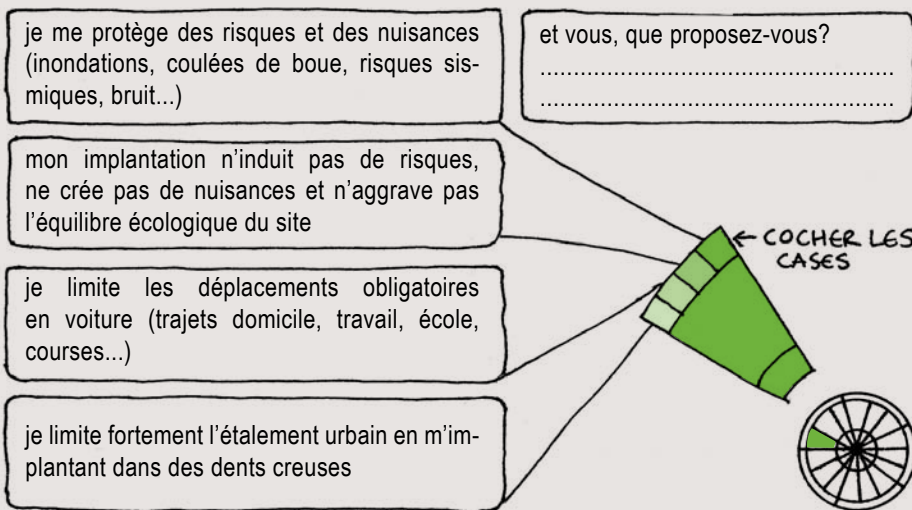 je me protège des risques et des nuisances
(inondations, coulées de boue, risques sis-
miques, bruit...)
et vous, que proposez-vous?
......................................................
......................................................
mon implantation n'induit pas de risques,
ne crée pas de nuisances et n'aggrave pas
l'équilibre écologique du site
← COCHER LES
CASES
je limite les déplacements obligatoires
en voiture (trajets domicile, travail, école,
courses...)
je limite fortement l'étalement urbain en m'im-
plantant dans des dents creuses